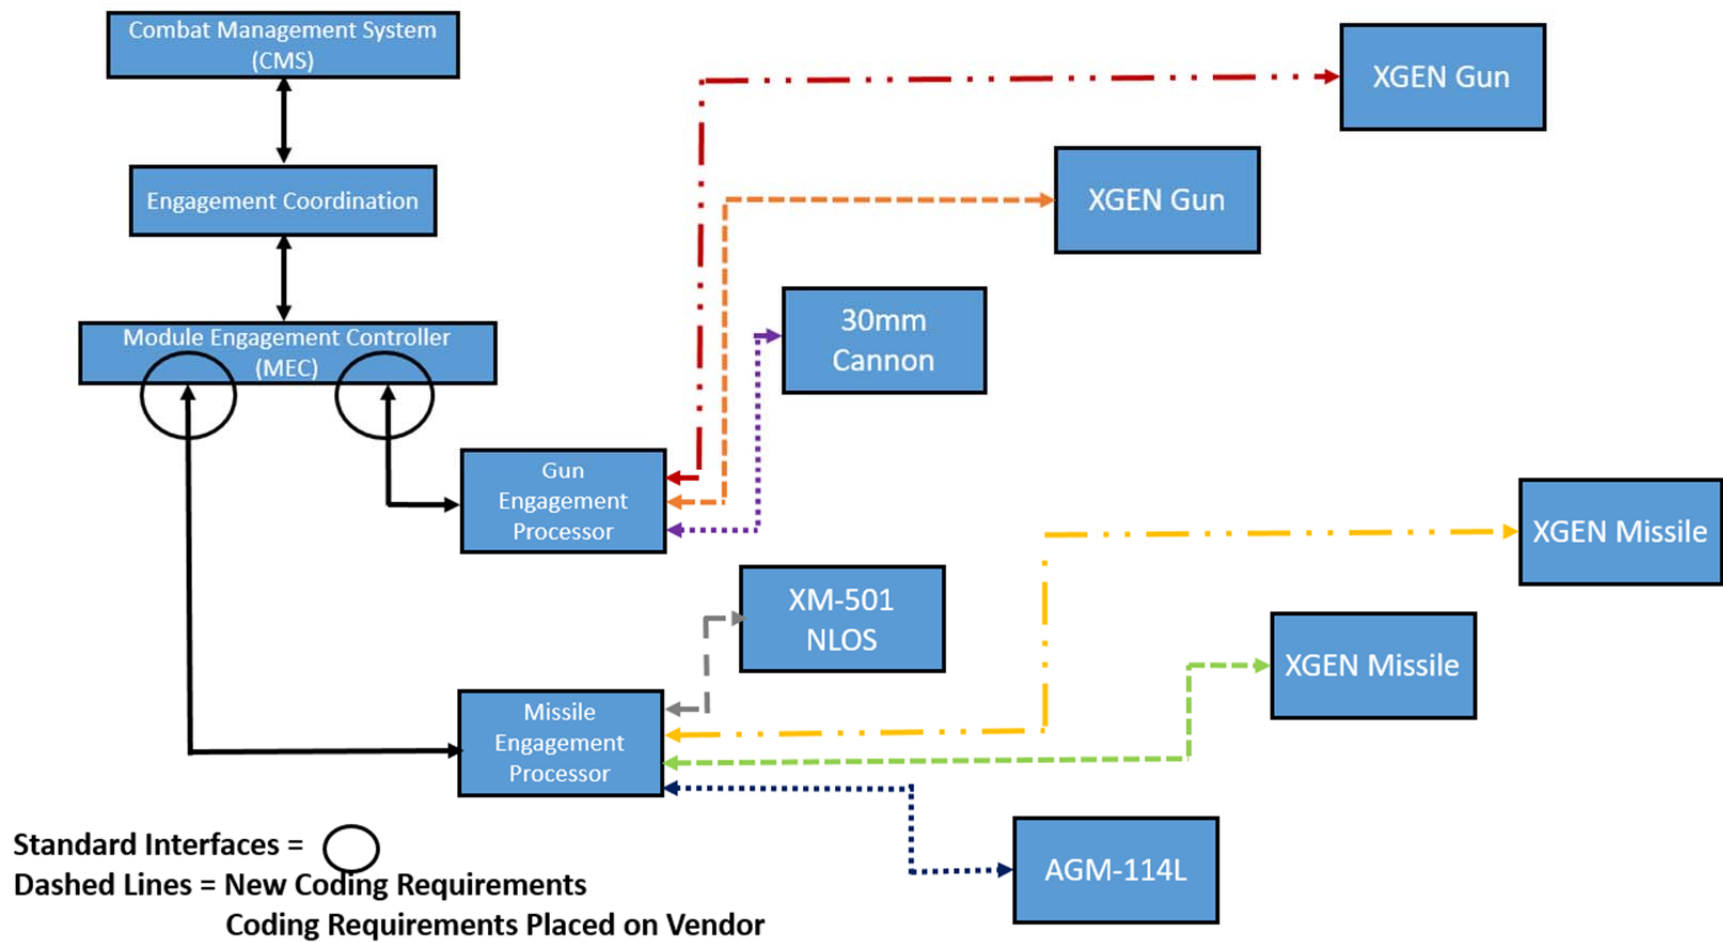 Combat Management System
(CMS)
XGEN Gun
Engagement Coordination
XGEN Gun
30mm
Cannon
Module Engagement Controller
(MEC)
Gun
Engagement
Processor
XGEN Missile
XM-501
NLOS
XGEN Missile
Missile
Engagement
Processor
AGM-114L
Standard Interfaces =
Dashed Lines = New Coding Requirements
Coding Requirements Placed on Vendor